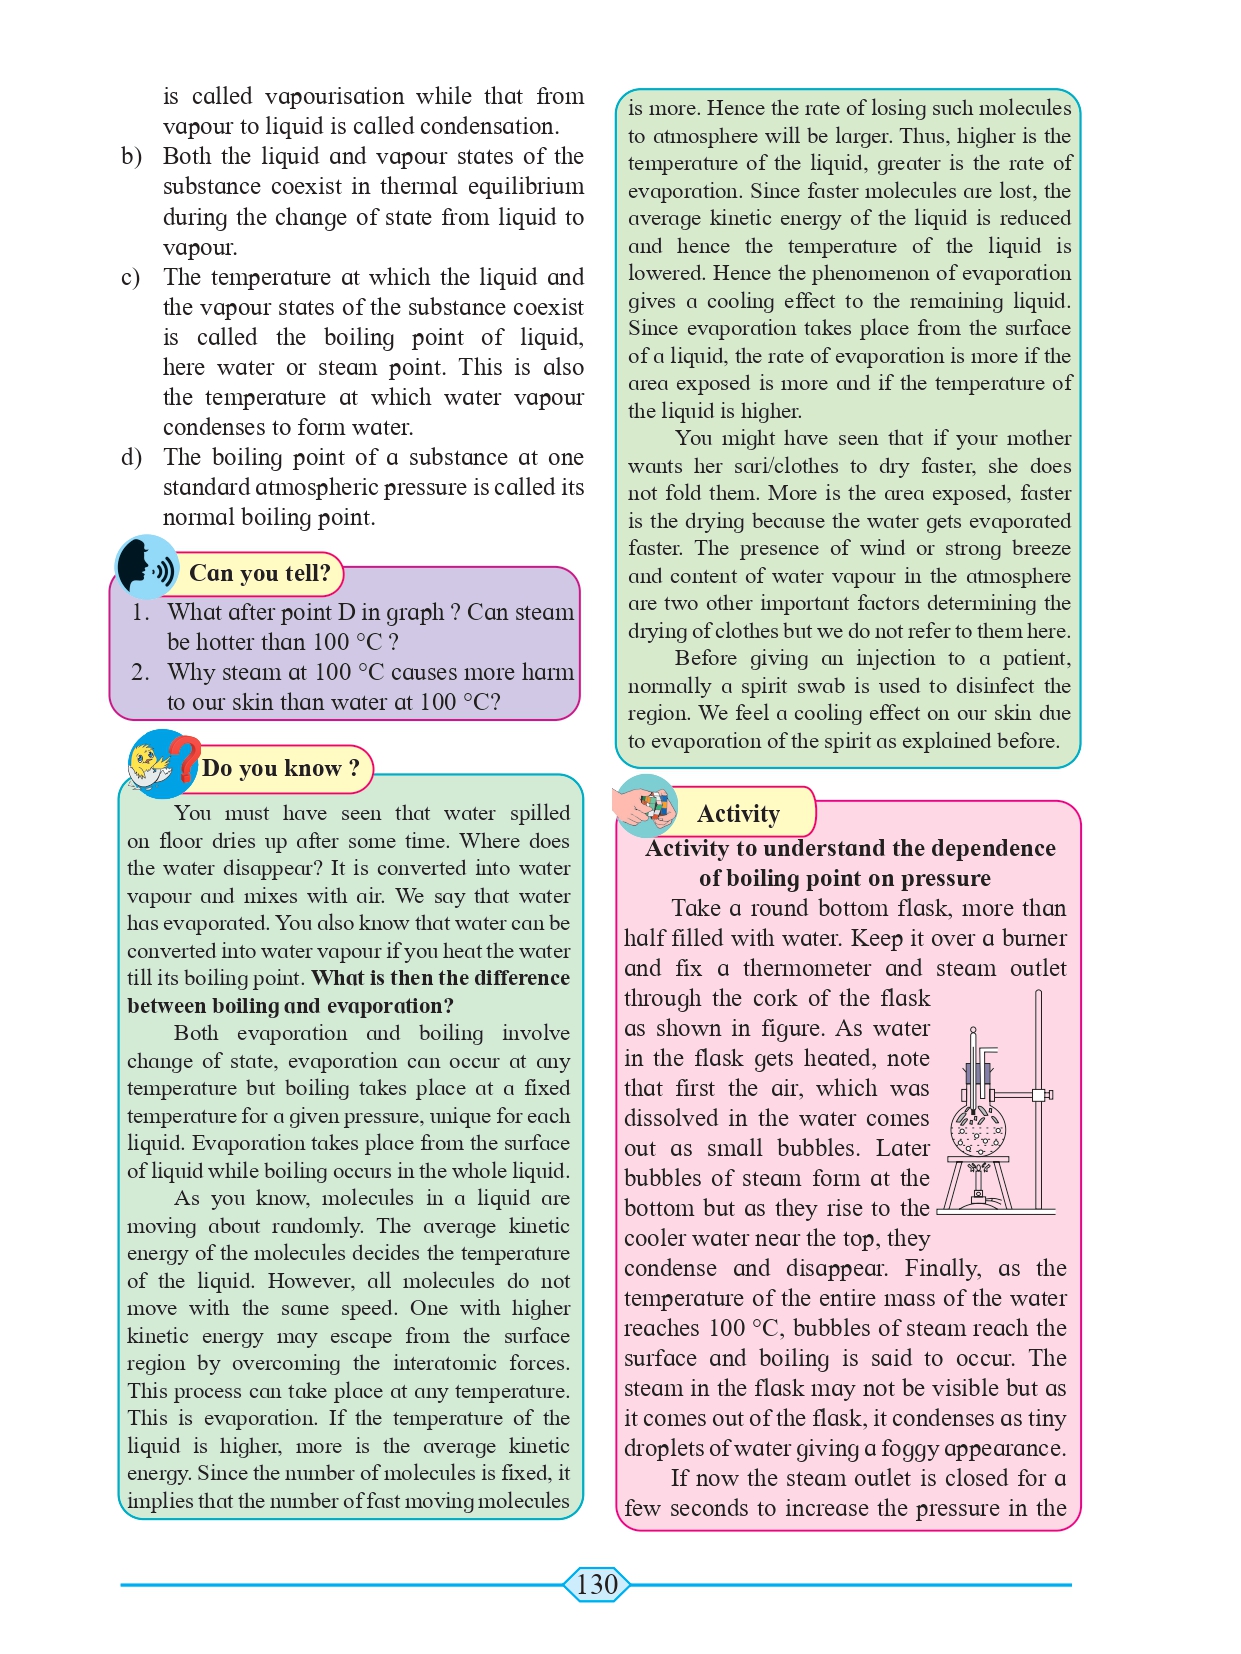 is called vapourisation while that from
vapour to liquid is called condensation.
b) Both the liquid and vapour states of the
substance coexist in thermal equilibrium
during the change of state from liquid to
vapour.
c) The temperature at which the liquid and
the vapour states of the substance coexist
is called the boiling point of liquid,
here water or steam point. This is also
the temperature at which water vapour
condenses to form water.
d) The boiling point of a substance at one
standard atmospheric pressure is called its
normal boiling point.
Can you tell?
1. What after point D in graph ? Can steam
be hotter than 100 °C ?
2. Why steam at 100 °C causes more harm
to our skin than water at 100 °C?
Do you know ?
You must have seen that water spilled
on floor dries up after some time. Where does
the water disappear? It is converted into water
vapour and mixes with air. We say that water
has evaporated. You also know that water can be
converted into water vapour if you heat the water
till its boiling point. What is then the difference
between boiling and evaporation?
Both evaporation and boiling involve
change of state, evaporation can occur at any
temperature but boiling takes place at a fixed
temperature for a given pressure, unique for each
liquid. Evaporation takes place from the surface
of liquid while boiling occurs in the whole liquid.
As you know, molecules in a liquid are
moving about randomly. The average kinetic
energy of the molecules decides the temperature
of the liquid. However, all molecules do not
move with the same speed. One with higher
kinetic energy may escape from the surface
region by overcoming the interatomic forces.
This process can take place at any temperature.
This is evaporation. If the temperature of the
liquid is higher, more is the average kinetic
energy. Since the number of molecules is fixed, it
implies that the number of fast moving molecules
is more. Hence the rate of losing such molecules
to atmosphere will be larger. Thus, higher is the
temperature of the liquid, greater is the rate of
evaporation. Since faster molecules are lost, the
average kinetic energy of the liquid is reduced
and hence the temperature of the liquid is
lowered. Hence the phenomenon of evaporation
gives a cooling effect to the remaining liquid.
Since evaporation takes place from the surface
of a liquid, the rate of evaporation is more if the
area exposed is more and if the temperature of
the liquid is higher.
You might have seen that if your mother
wants her sari/clothes to dry faster, she does
not fold them. More is the area exposed, faster
is the drying because the water gets evaporated
faster. The presence of wind or strong breeze
and content of water vapour in the atmosphere
are two other important factors determining the
drying of clothes but we do not refer to them here.
Before giving an injection to a patient,
normally a spirit swab is used to disinfect the
region. We feel a cooling effect on our skin due
to evaporation of the spirit as explained before.
Activity
Activity to understand the dependence
of boiling point on pressure
Take a round bottom flask, more than
half filled with water. Keep it over a burner
and fix a thermometer and steam outlet
through the cork of the flask
as shown in figure. As water
in the flask gets heated, note
that first the air, which was
dissolved in the water comes
out as small bubbles. Later
bubbles of steam form at the
bottom but as they rise to the
cooler water near the top, they
condense and disappear. Finally, as the
temperature of the entire mass of the water
reaches 100 °C, bubbles of steam reach the
surface and boiling is said to occur. The
steam in the flask may not be visible but as
it comes out of the flask, it condenses as tiny
droplets of water giving a foggy appearance.
If now the steam outlet is closed for a
few seconds to increase the pressure in the
130